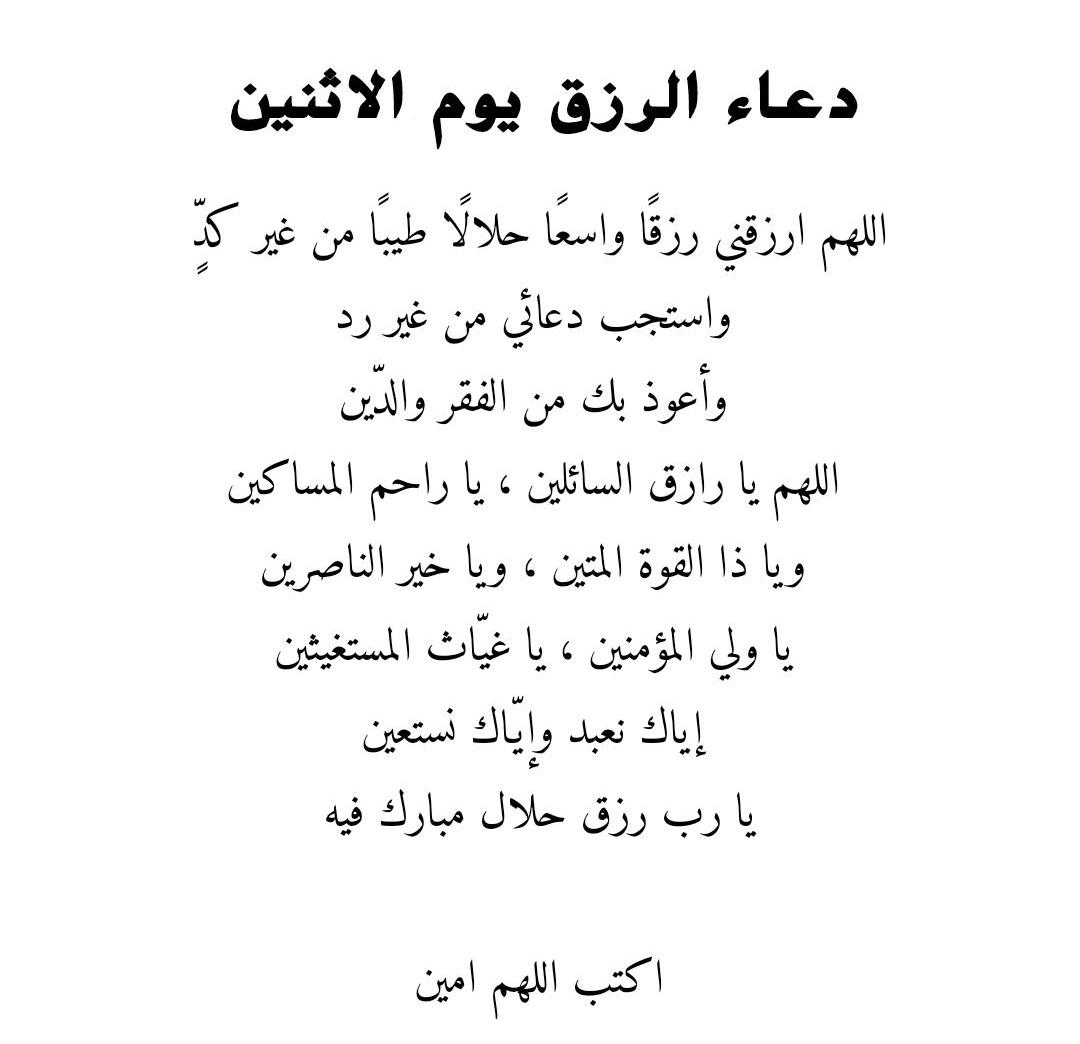 دعاء الرزق يوم الاثنين
اللهم ارزقني رزقًا واسعًا حلالًا طيبًا من غير كدٍّ
واستجب دعائي من غير رد
وأعوذ بك من الفقر والدّين
اللهم يا رازق السائلين ، يا راحم المساكين
ويا ذا القوة المتين ، ويا خير الناصرين
يا ولي المؤمنين ، يا غيّاث المستغيثين
إياك نعبد وإيّاك نستعين
يا رب رزق حلال مبارك فيه
اكتب اللهم امين